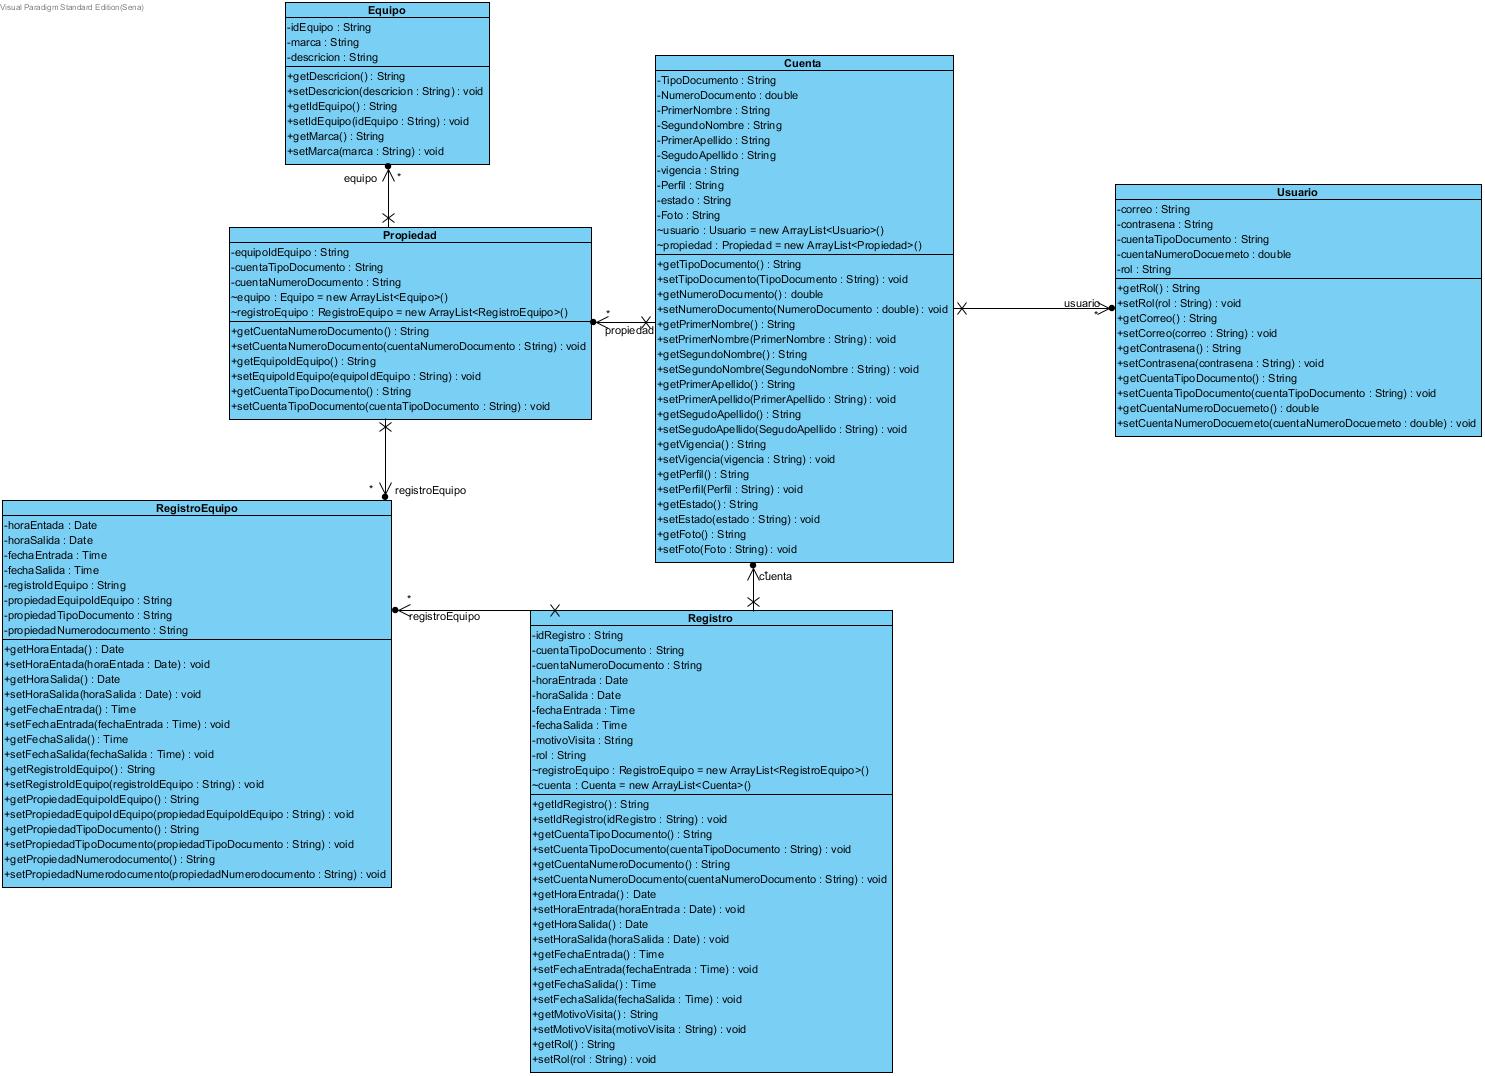 Visual Paradigm Standard Edition(Sena)
Equipo
-idEquipo : String
-marca : String
-descricion : String
+getDescricion() : String
+setDescricion(descricion : String) : void
+getIdEquipo() : String
+setIdEquipo(idEquipo : String) : void
+getMarca() : String
+setMarca(marca : String) : void
equipo
*
Propiedad
-equipoIdEquipo : String
-cuentaTipoDocumento : String
-cuentaNumeroDocumento : String
~equipo : Equipo = new ArrayList<Equipo>()
~registroEquipo : RegistroEquipo = new ArrayList<RegistroEquipo>()
+getCuentaNumeroDocumento() : String
+setCuentaNumeroDocumento(cuentaNumeroDocumento : String) : void
+getEquipoIdEquipo() : String
+setEquipoIdEquipo(equipoIdEquipo : String) : void
+getCuentaTipoDocumento() : String
+setCuentaTipoDocumento(cuentaTipoDocumento : String) : void
*
propiedad
Cuenta
-TipoDocumento : String
-NumeroDocumento : double
-PrimerNombre : String
-SegundoNombre : String
-PrimerApellido : String
-SegudoApellido : String
-vigencia : String
-Perfil : String
-estado : String
-Foto : String
~usuario : Usuario = new ArrayList<Usuario>()
~propiedad : Propiedad = new ArrayList<Propiedad>()
+getTipoDocumento() : String
+setTipoDocumento(TipoDocumento : String) : void
+getNumeroDocumento() : double
+setNumeroDocumento(NumeroDocumento : double) : void
+getPrimerNombre() : String
+setPrimerNombre(PrimerNombre : String) : void
+getSegundoNombre() : String
+setSegundoNombre(SegundoNombre : String) : void
+getPrimerApellido() : String
+setPrimerApellido(PrimerApellido : String) : void
+getSegudoApellido() : String
+setSegudoApellido(SegudoApellido : String) : void
+getVigencia() : String
+setVigencia(vigencia : String) : void
+getPerfil() : String
+setPerfil(Perfil : String) : void
+getEstado() : String
+setEstado(estado : String) : void
+getFoto() : String
+setFoto(Foto : String) : void
usuario
*
Usuario
-correo : String
-contrasena : String
-cuentaTipoDocumento : String
-cuentaNumeroDocuemeto : double
-rol : String
+getRol() : String
+setRol(rol : String) : void
+getCorreo() : String
+setCorreo(correo : String) : void
+getContrasena() : String
+setContrasena(contrasena : String) : void
+getCuentaTipoDocumento() : String
+setCuentaTipoDocumento(cuentaTipoDocumento : String) : void
+getCuentaNumeroDocuemeto() : double
+setCuentaNumeroDocuemeto(cuentaNumeroDocuemeto : double) : void
*
registroEquipo
RegistroEquipo
-horaEntada : Date
-horaSalida : Date
-fechaEntrada : Time
-fechaSalida : Time
-registroIdEquipo : String
-propiedadEquipoIdEquipo : String
-propiedadTipoDocumento : String
-propiedadNumerodocumento : String
+getHoraEntada() : Date
+setHoraEntada(horaEntada : Date) : void
+getHoraSalida() : Date
+setHoraSalida(horaSalida : Date) : void
+getFechaEntrada() : Time
+setFechaEntrada(fechaEntrada : Time) : void
+getFechaSalida() : Time
+setFechaSalida(fechaSalida : Time) : void
+getRegistroIdEquipo() : String
+setRegistroIdEquipo(registroIdEquipo : String) : void
+getPropiedadEquipoIdEquipo() : String
+setPropiedadEquipoIdEquipo(propiedadEquipoIdEquipo : String) : void
+getPropiedadTipoDocumento() : String
+setPropiedadTipoDocumento(propiedadTipoDocumento : String) : void
+getPropiedadNumerodocumento() : String
+setPropiedadNumerodocumento(propiedadNumerodocumento : String) : void
*
registroEquipo
*
cuenta
Registro
-idRegistro : String
-cuentaTipoDocumento : String
-cuentaNumeroDocumento : String
-horaEntrada : Date
-horaSalida : Date
-fechaEntrada : Time
-fechaSalida : Time
-motivoVisita : String
-rol : String
~registroEquipo : RegistroEquipo = new ArrayList<RegistroEquipo>()
~cuenta : Cuenta = new ArrayList<Cuenta>()
+getIdRegistro() : String
+setIdRegistro(idRegistro : String) : void
+getCuentaTipoDocumento() : String
+setCuentaTipoDocumento(cuentaTipoDocumento : String) : void
+getCuentaNumeroDocumento() : String
+setCuentaNumeroDocumento(cuentaNumeroDocumento : String) : void
+getHoraEntrada() : Date
+setHoraEntrada(horaEntrada : Date) : void
+getHoraSalida() : Date
+setHoraSalida(horaSalida : Date) : void
+getFechaEntrada() : Time
+setFechaEntrada(fechaEntrada : Time) : void
+getFechaSalida() : Time
+setFechaSalida(fechaSalida : Time) : void
+getMotivoVisita() : String
+setMotivoVisita(motivoVisita : String) : void
+getRol() : String
+setRol(rol : String) : void